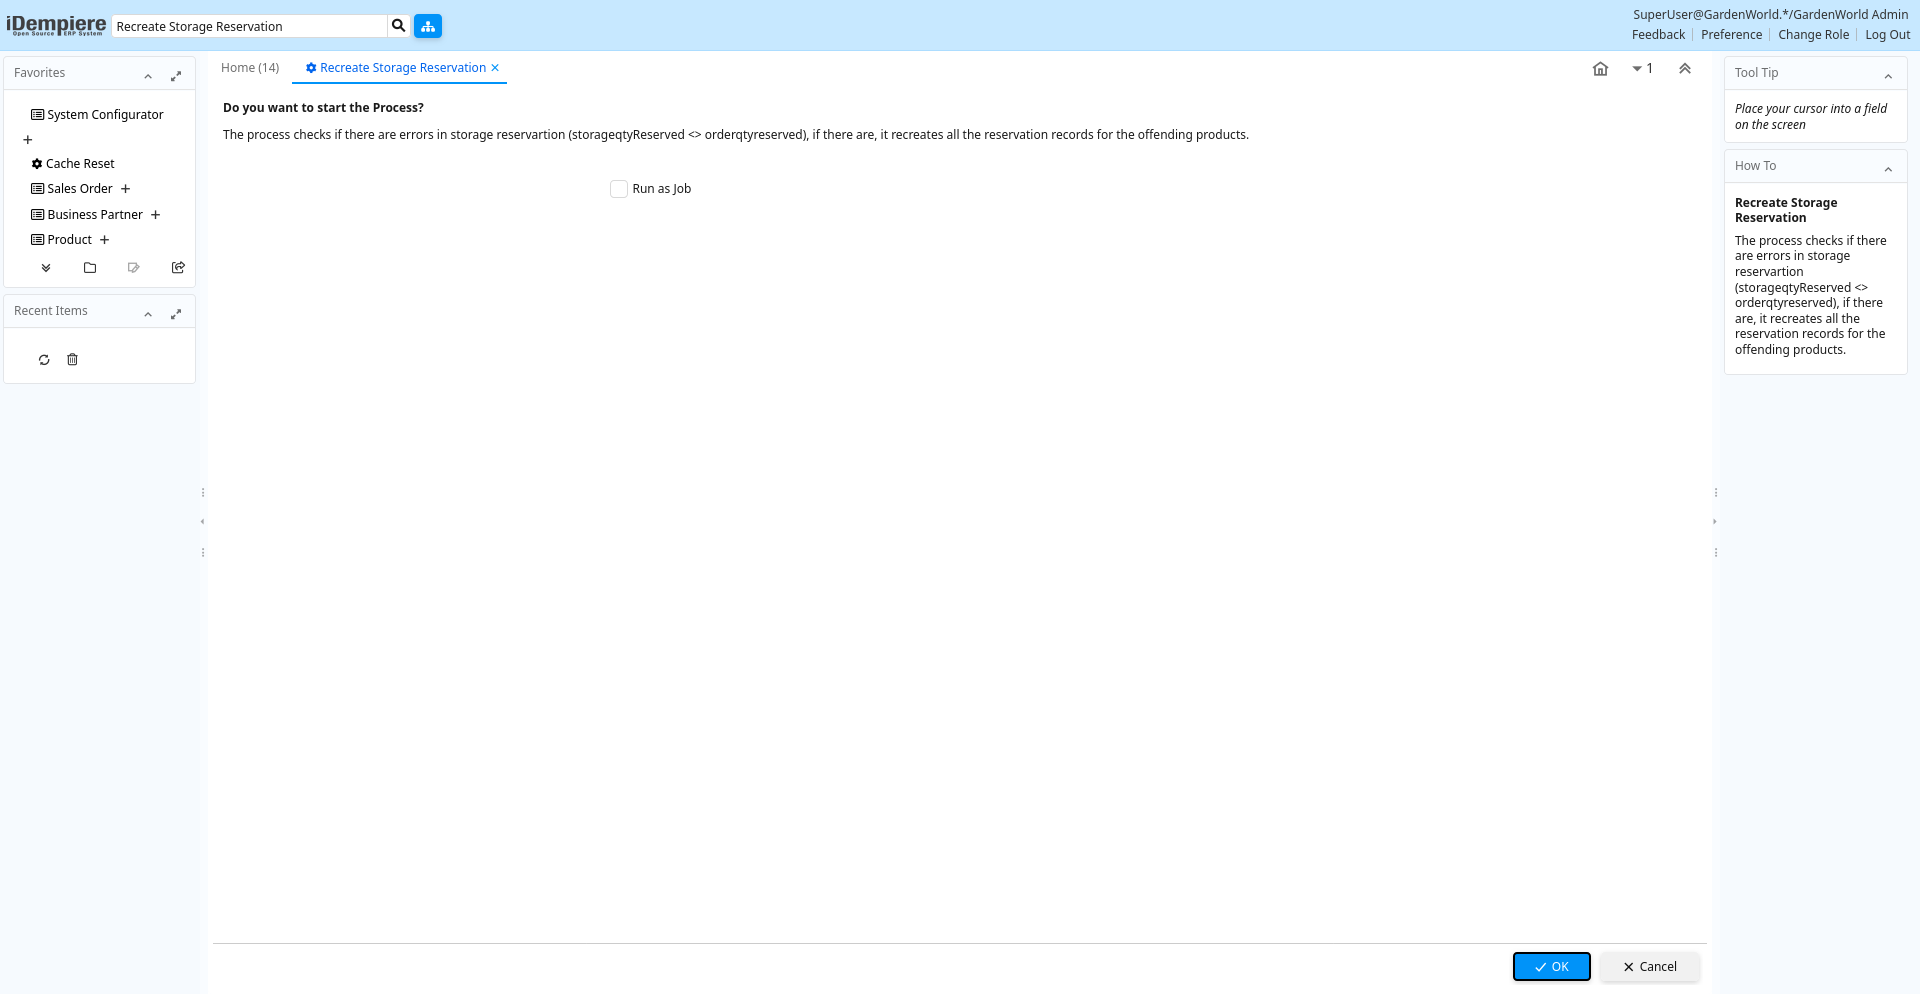 iDempiere
Open Source ERP System
Recreate Storage Reservation
SuperUser@GardenWorld.*/GardenWorld Admin
Feedback
Preference
Change Role
Log Out
Favorites
System Configurator
Cache Reset
Sales Order
Business Partner
Product
Recent Items
Home (14)
Recreate Storage Reservation
1
Do you want to start the Process?
The process checks if there are errors in storage reservartion (storageqtyReserved <> orderqtyreserved), if there are, it recreates all the reservation records for the offending products.
Run as Job
OK
Cancel
Tool Tip
Place your cursor into a field
on the screen
How To
Recreate Storage
Reservation
The process checks if there
are errors in storage
reservartion
(storageqtyReserved <>
orderqtyreserved), if there
are, it recreates all the
reservation records for the
offending products.